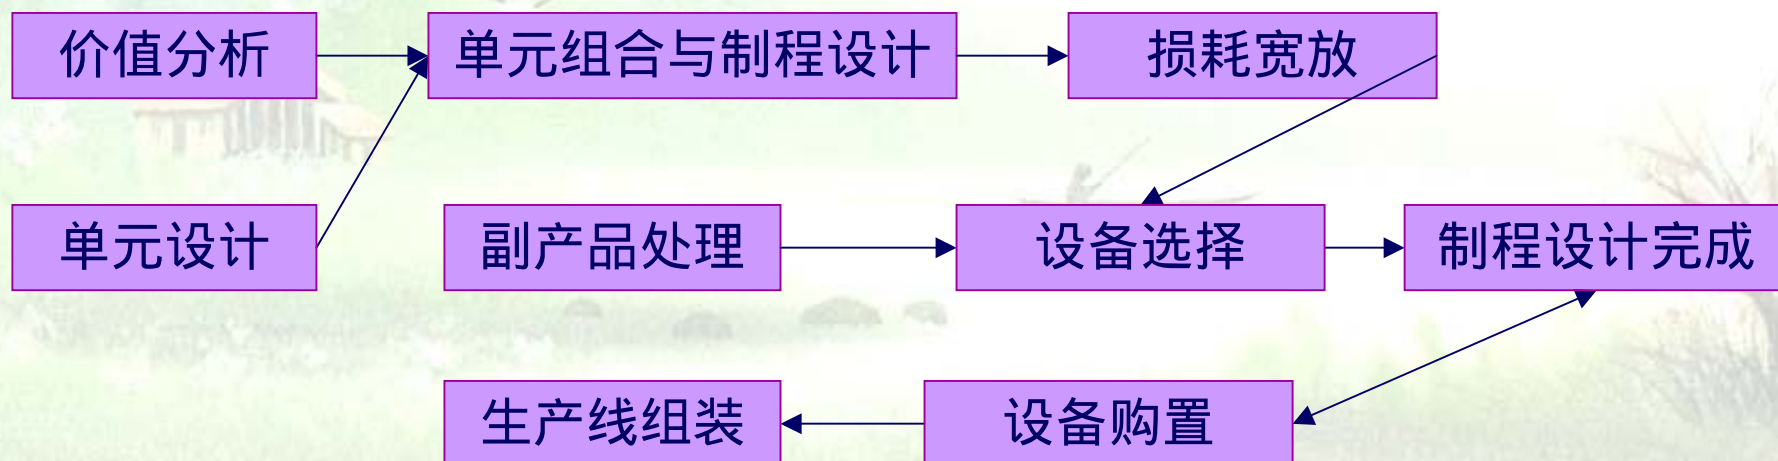 价值分析
单元组合与制程设计
损耗宽放
单元设计
副产品处理
设备选择
制程设计完成
生产线组装
设备购置